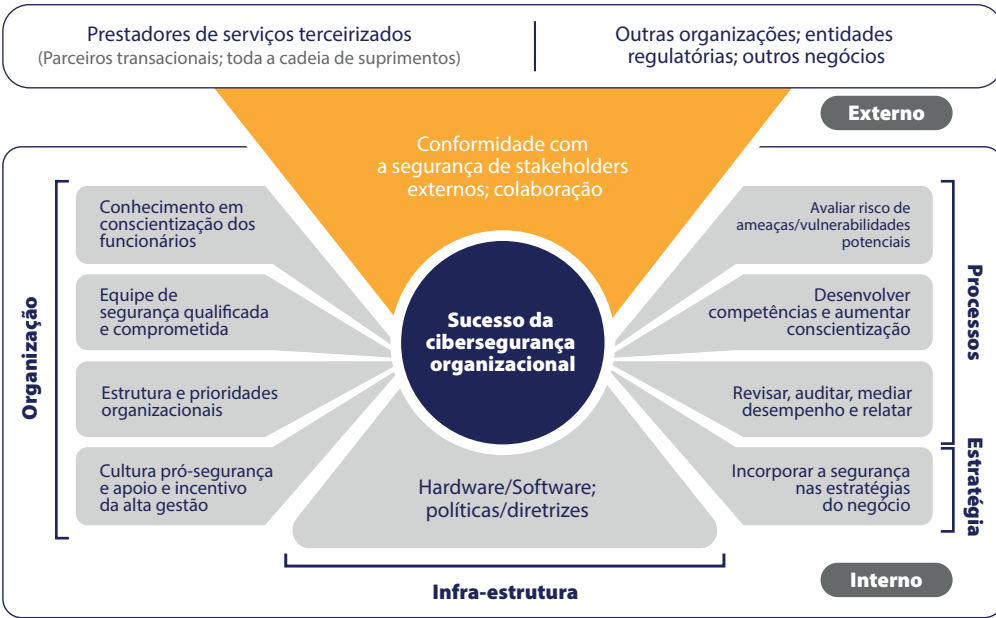 Prestadores de serviços terceirizados
(Parceiros transacionais; toda a cadeia de suprimentos)
Outras organizações; entidades
regulatórias; outros negócios
Externo
Conformidade com
a segurança de stakeholders
externos; colaboração
Organização
Conhecimento em
conscientização dos
funcionários
Equipe de
segurança qualificada
e comprometida
Estrutura e prioridades
organizacionais
Cultura pró-segurança
e apoio e incentivo
da alta gestão
Sucesso da
cibersegurança
organizacional
Hardware/Software;
políticas/diretrizes
Infra-estrutura
Avaliar risco de
ameaças/vulnerabilidades
potenciais
Desenvolver
competências e aumentar
conscientização
Revisar, auditar, mediar
desempenho e relatar
Processos
Incorporar a segurança
nas estratégias
do negócio
Estratégia
Interno